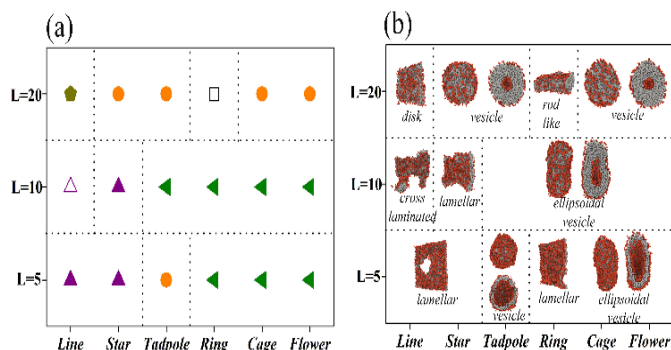 (a)
L=20
L=10
L=5
Line Star Tadpole Ring Cage Flower
(b)
L=20
disk
vesicle
rod
like
vesicle
L=10
cross
laminated
lamellar
ellipsoidal
vesicle
L=5
lamellar
vesicle
lamellar
ellipsoidal
vesicle
Line Star Tadpole Ring Cage Flower